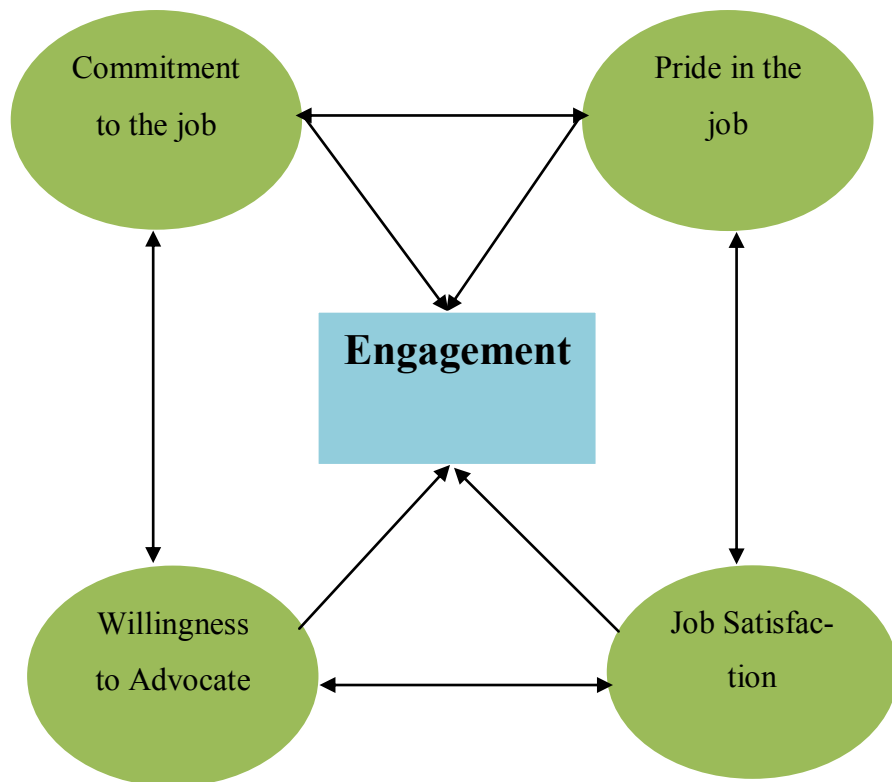 Commitment
to the job
Pride in the
job
Engagement
Willingness
to Advocate
Job Satisfac-
tion